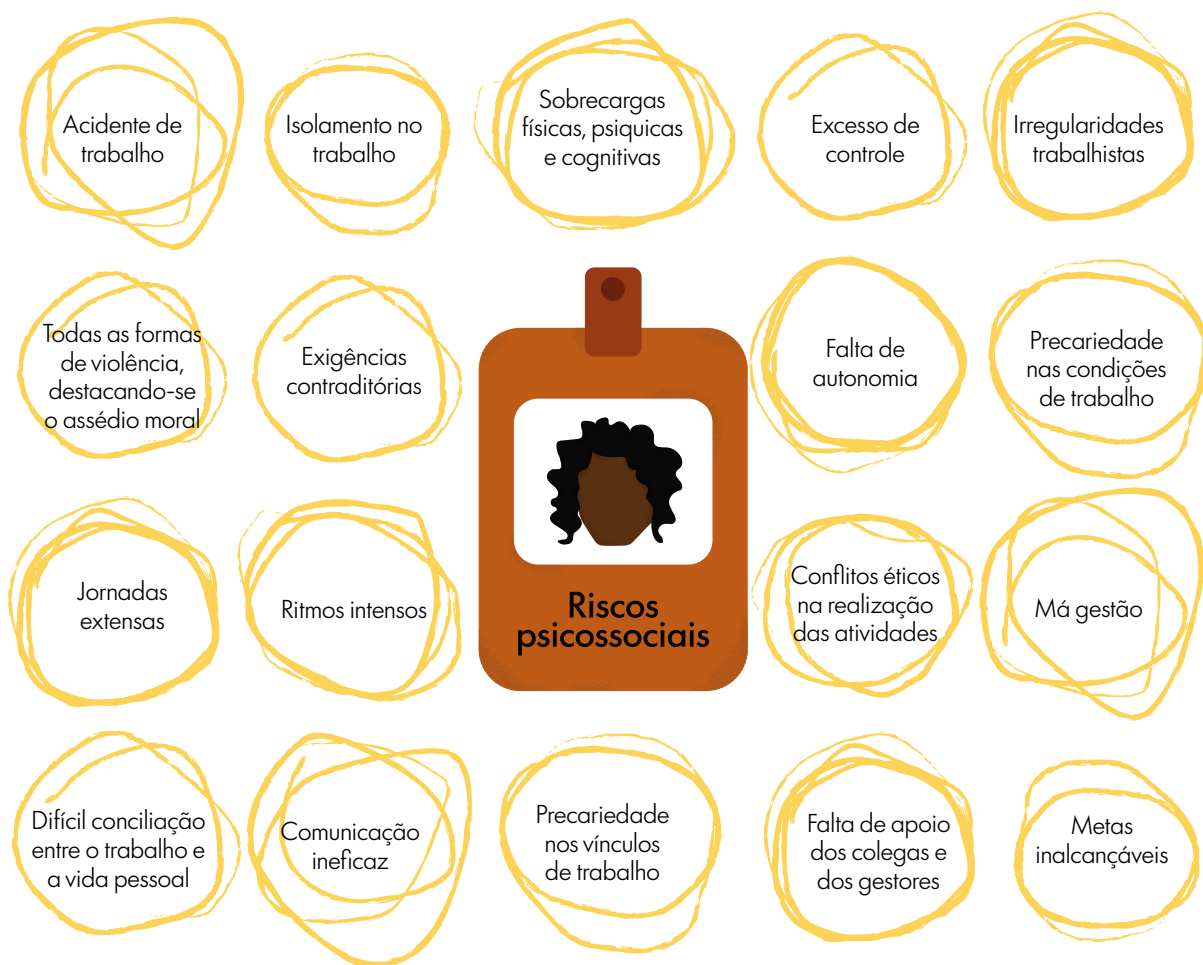 Acidente de
trabalho
Isolamento no
trabalho
Sobrecargas
físicas, psiquicas
e cognitivas
Excesso de
controle
Irregularidades
trabalhistas
Todas as formas
de violência,
destacando-se
o assédio moral
Exigências
contraditórias
Falta de
autonomia
Precariedade
nas condições
de trabalho
Jornadas
extensas
Ritmos intensos
Riscos
psicossociais
Conflitos éticos
na realização
das atividades
Má gestão
Difícil conciliação
entre o trabalho e
a vida pessoal
Comunicação
ineficaz
Precariedade
nos vínculos
de trabalho
Falta de apoio
dos colegas e
dos gestores
Metas
inalcançáveis